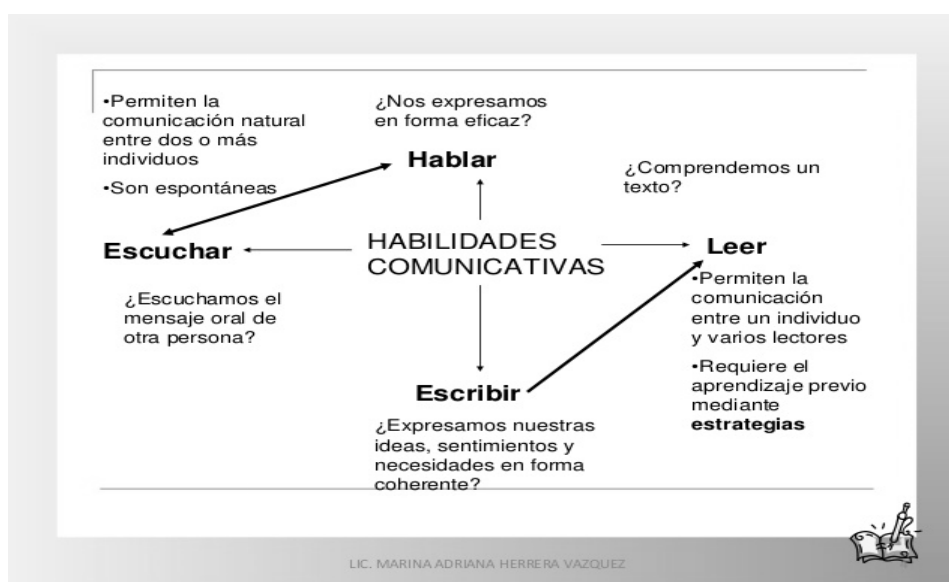 •Permiten la
comunicación natural
entre dos o más
individuos
•Son espontáneas
¿Nos expresamos
en forma eficaz?
Hablar
¿Comprendemos un
texto?
Escuchar
HABILIDADES
COMUNICATIVAS
Leer
¿Escuchamos el
mensaje oral de
otra persona?
•Permiten la
comunicación
entre un individuo
y varios lectores
•Requiere el
aprendizaje previo
mediante
estrategias
Escribir
¿Expresamos nuestras
ideas, sentimientos y
necesidades en forma
coherente?
LIC. MARINA ADRIANA HERRERA VAZQUEZ